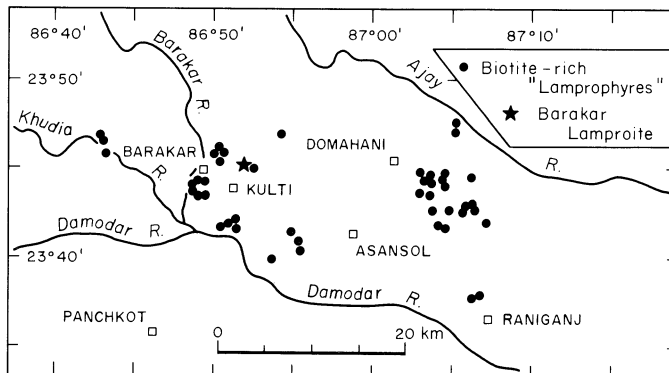 86°40' 86°50' 87°00' 87°10'
23°50'
23°40'
Barakar R.
Ajay R.
Biotite-rich
"Lamprophyres"
Barakar
Lamproite
Khudia R.
BARAKAR
DOMAHANI
KULTI
Damodar R.
ASANSOL
Damodar R.
PANCHKOT
0 20 km
RANIGANJ